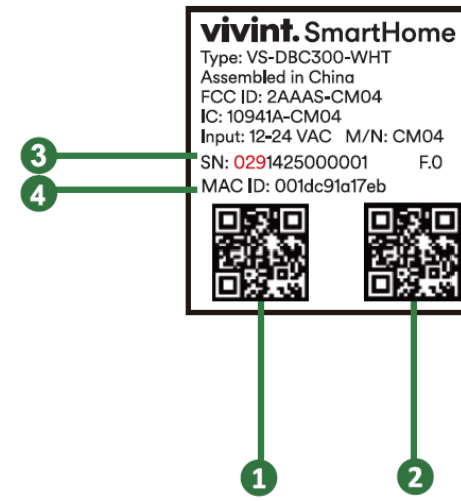 vivint. SmartHome
Type: VS-DBC300-WHT
Assembled in China
FCC ID: 2AAAS-CM04
IC: 10941A-CM04
Input: 12-24 VAC M/N: CM04
3 SN: 0291425000001 F.0
4 MAC ID: 001dc91a17eb
1 2